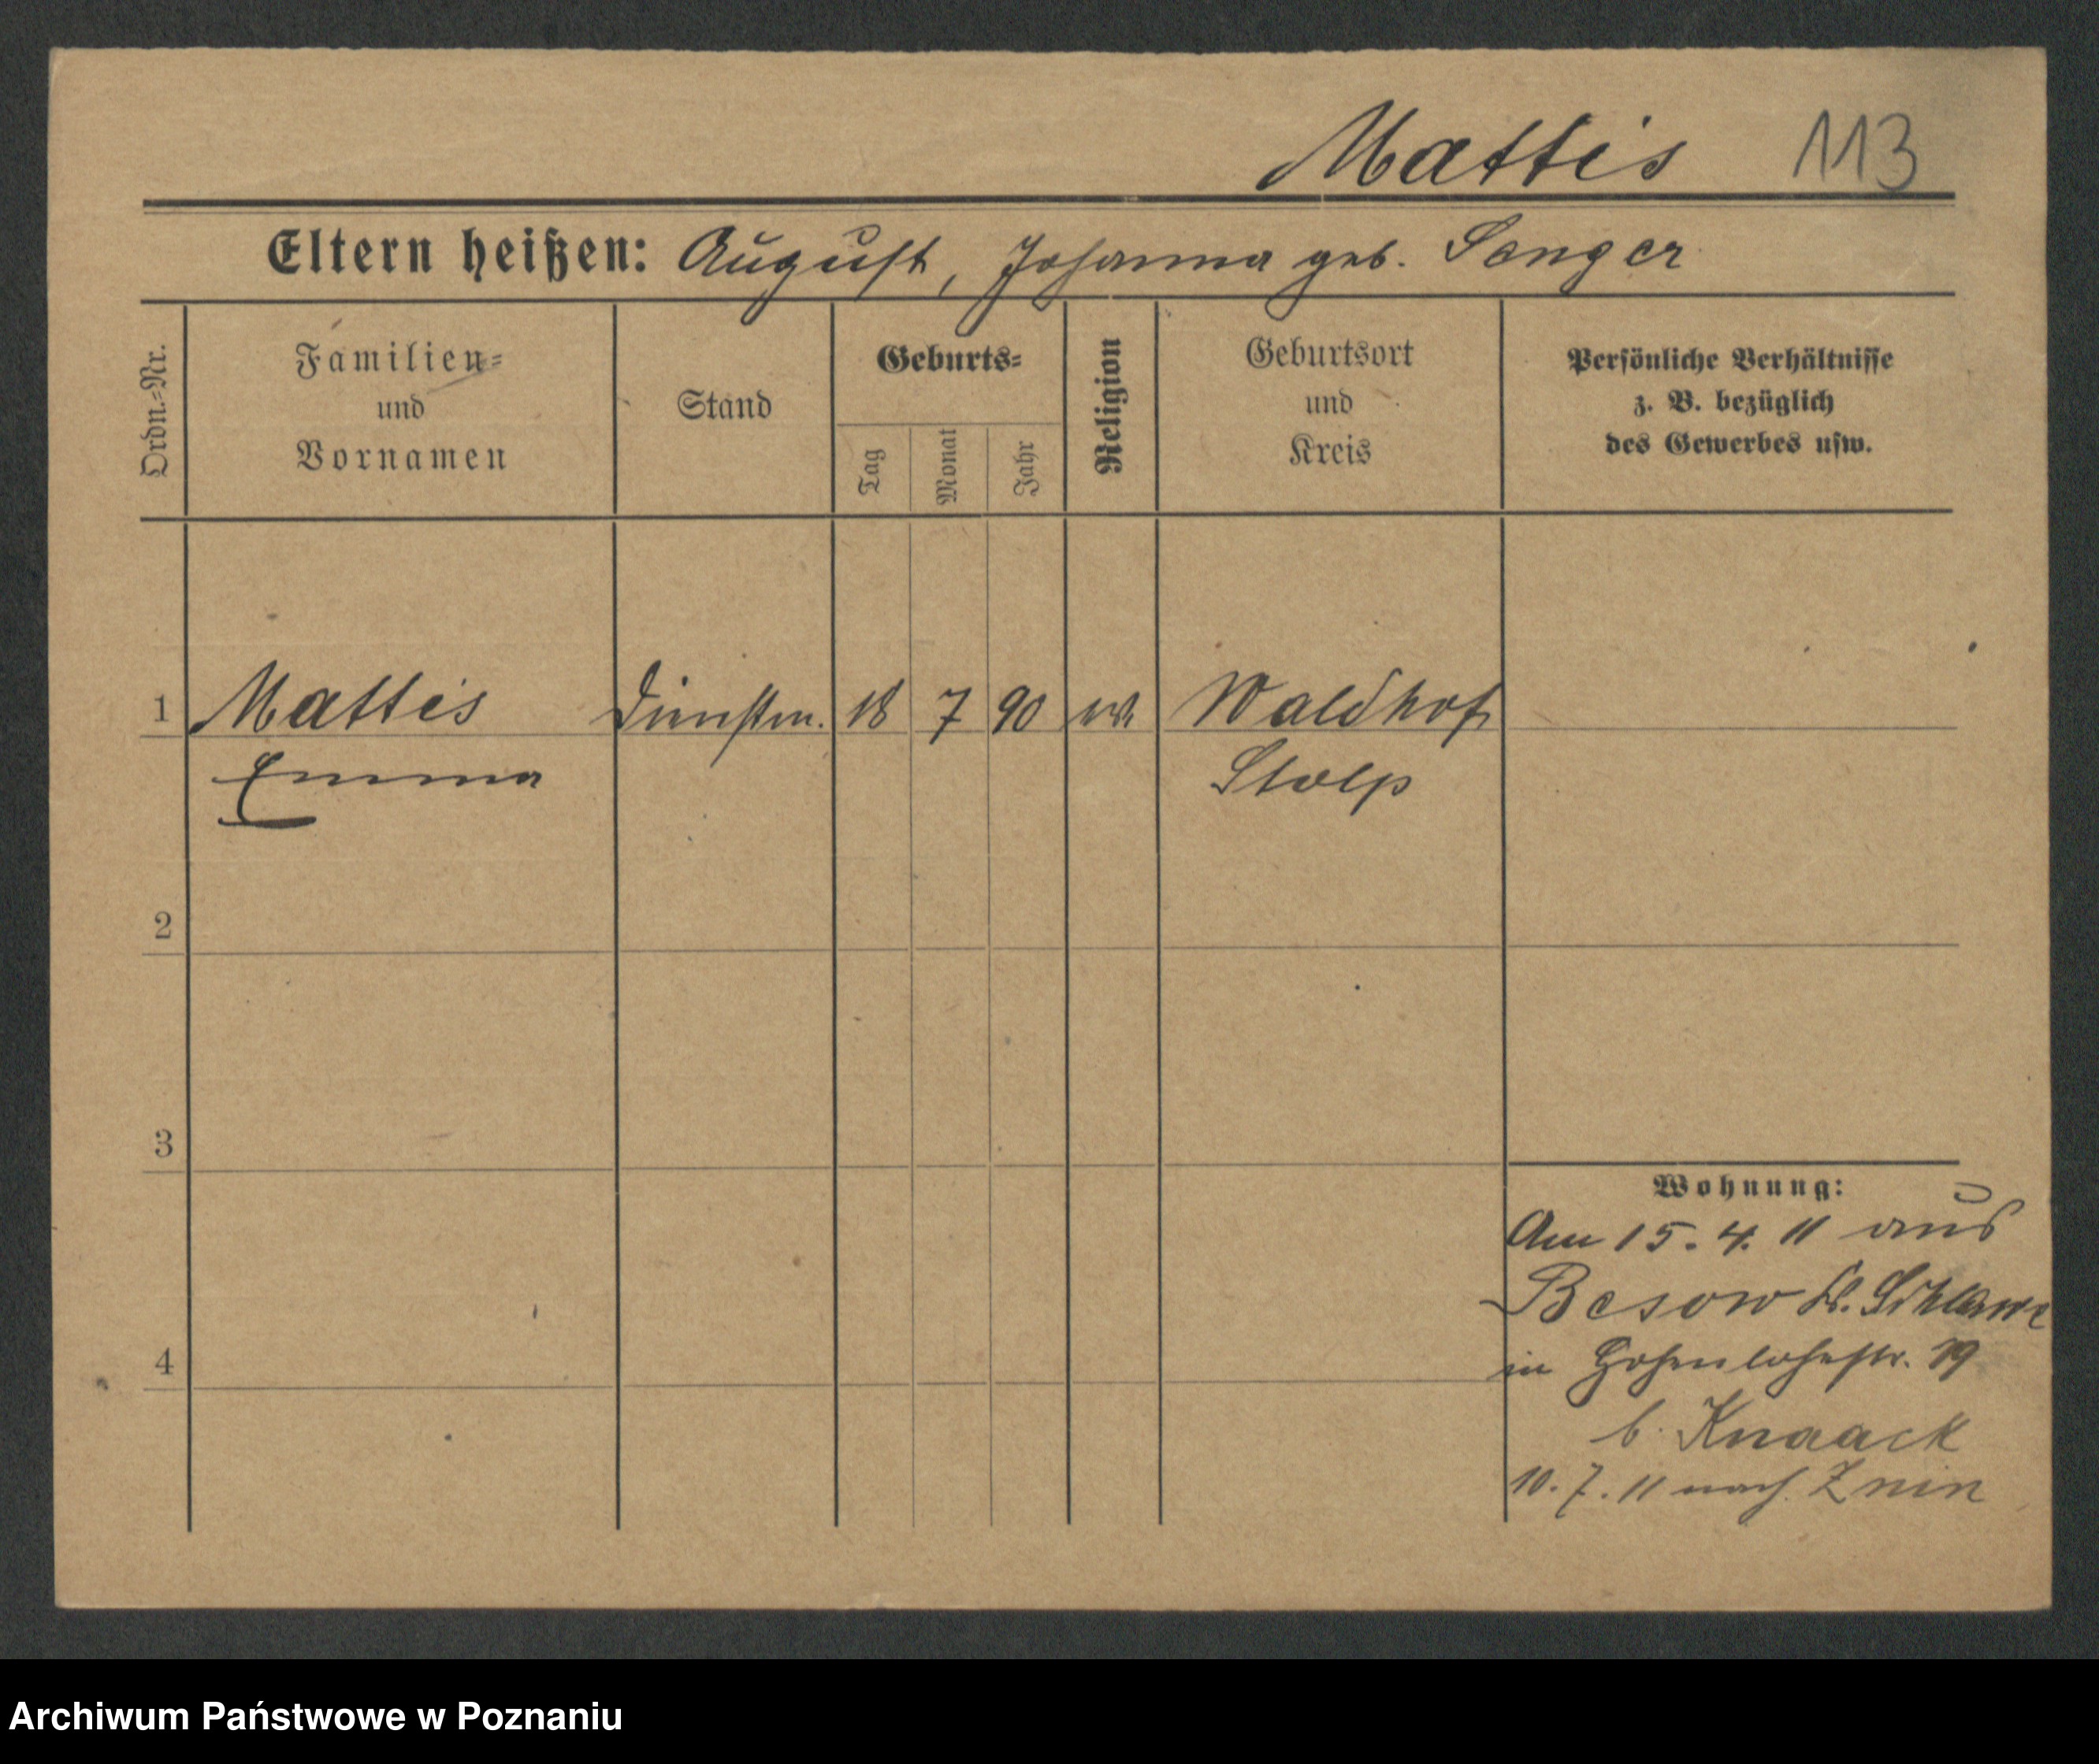 Mattis 113
Eltern heißen: August, Johanna geb. Senger
Ordn.-Nr.
Familien-
und
Vornamen
Stand
Geburts-
Tag
Monat
Jahr
Religion
Geburtsort
und
Kreis
Persönliche Verhältnisse
z. B. bezüglich
des Gewerbes usw.
1 Mattis Dienstm. 18 7 90 ev. Waldhof
Emma Stolp
2
3
4
Wohnung:
Am 15. 4. 11 aus
Besow Kr. Schlawe
in Hohenlohestr. 19
b. Knaack
10. 7. 11 nach Znin
Archiwum Państwowe w Poznaniu